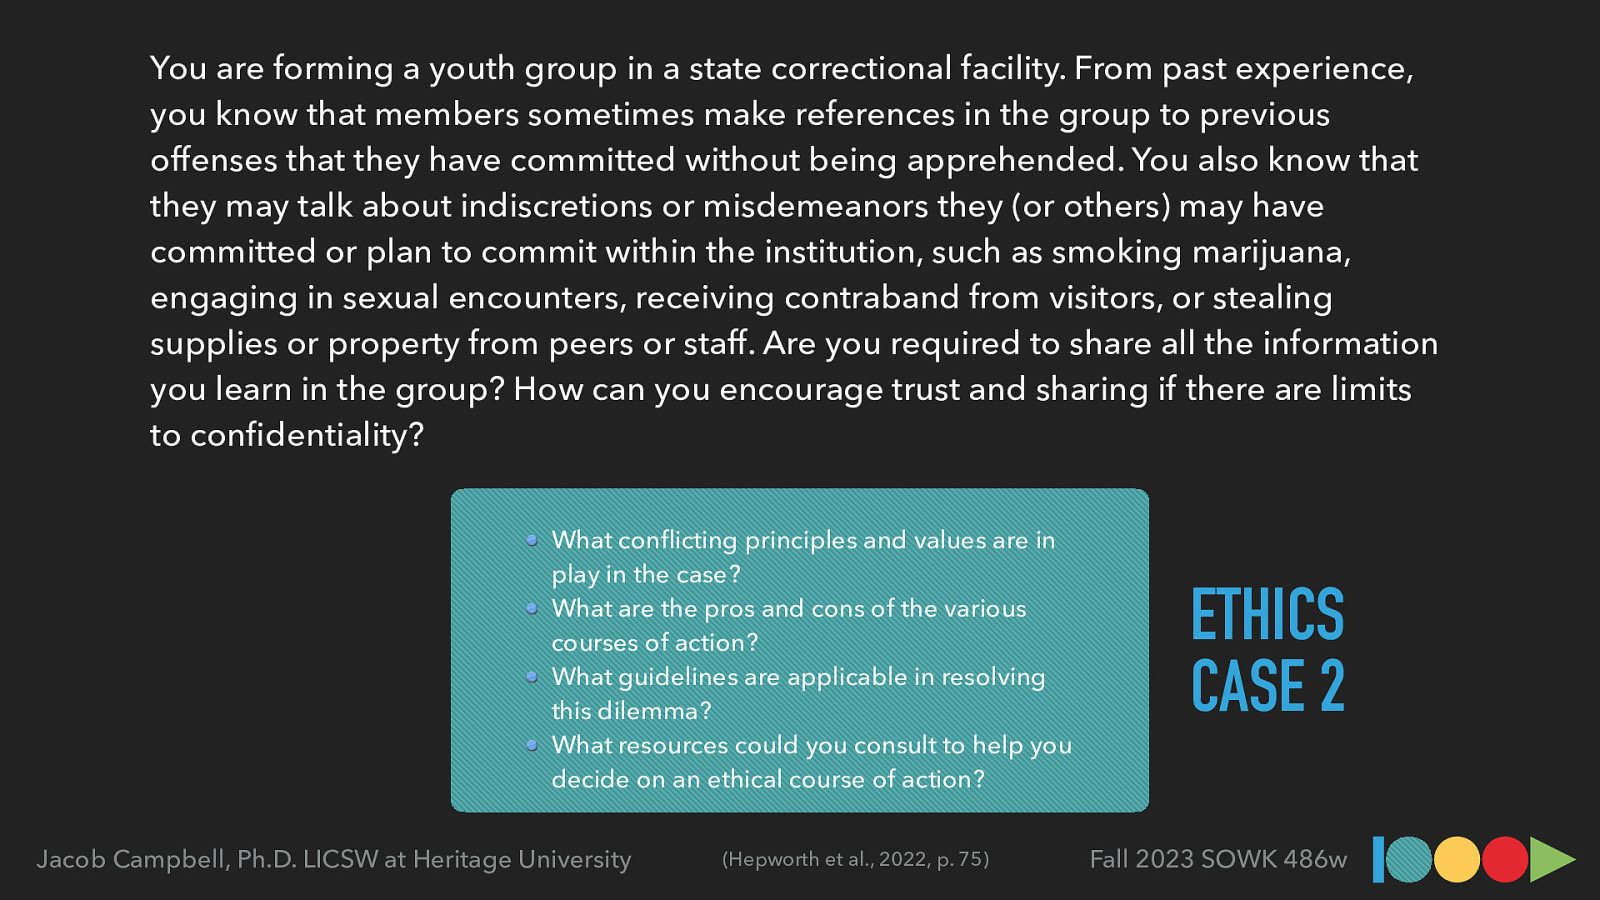 You are forming a youth group in a state correctional facility. From past experience,
you know that members sometimes make references in the group to previous
offenses that they have committed without being apprehended. You also know that
they may talk about indiscretions or misdemeanors they (or others) may have
committed or plan to commit within the institution, such as smoking marijuana,
engaging in sexual encounters, receiving contraband from visitors, or stealing
supplies or property from peers or staff. Are you required to share all the information
you learn in the group? How can you encourage trust and sharing if there are limits
to confidentiality?
• What conflicting principles and values are in
play in the case?
• What are the pros and cons of the various
courses of action?
• What guidelines are applicable in resolving
this dilemma?
• What resources could you consult to help you
decide on an ethical course of action?
ETHICS
CASE 2
Jacob Campbell, Ph.D. LICSW at Heritage University
(Hepworth et al., 2022, p. 75)
Fall 2023 SOWK 486w